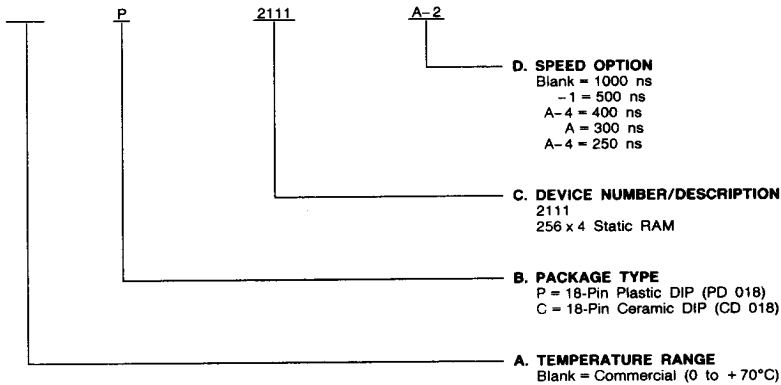 P 2111 A-2
D. SPEED OPTION
Blank = 1000 ns
-1 = 500 ns
A-4 = 400 ns
A = 300 ns
A-4 = 250 ns
C. DEVICE NUMBER/DESCRIPTION
2111
256 x 4 Static RAM
B. PACKAGE TYPE
P = 18-Pin Plastic DIP (PD 018)
C = 18-Pin Ceramic DIP (CD 018)
A. TEMPERATURE RANGE
Blank = Commercial (0 to +70°C)